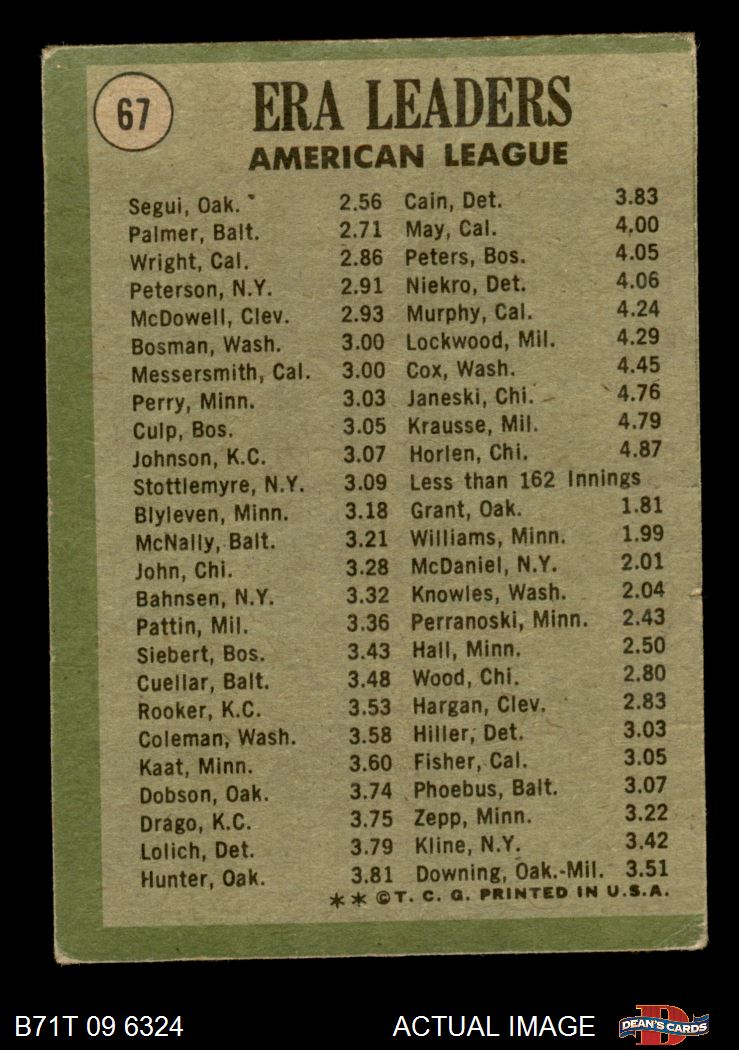 67
ERA LEADERS
AMERICAN LEAGUE
Segui, Oak. 2.56
Palmer, Balt. 2.71
Wright, Cal. 2.86
Peterson, N.Y. 2.91
McDowell, Clev. 2.93
Bosman, Wash. 3.00
Messersmith, Cal. 3.00
Perry, Minn. 3.03
Culp, Bos. 3.05
Johnson, K.C. 3.07
Stottlemyre, N.Y. 3.09
Blyleven, Minn. 3.18
McNally, Balt. 3.21
John, Chi. 3.28
Bahnsen, N.Y. 3.32
Pattin, Mil. 3.36
Siebert, Bos. 3.43
Cuellar, Balt. 3.48
Rooker, K.C. 3.53
Coleman, Wash. 3.58
Kaat, Minn. 3.60
Dobson, Oak. 3.74
Drago, K.C. 3.75
Lolich, Det. 3.79
Hunter, Oak. 3.81
Cain, Det. 3.83
May, Cal. 4.00
Peters, Bos. 4.05
Niekro, Det. 4.06
Murphy, Cal. 4.24
Lockwood, Mil. 4.29
Cox, Wash. 4.45
Janeski, Chi. 4.76
Krausse, Mil. 4.79
Horlen, Chi. 4.87
Less than 162 Innings
Grant, Oak. 1.81
Williams, Minn. 1.99
McDaniel, N.Y. 2.01
Knowles, Wash. 2.04
Perranoski, Minn. 2.43
Hall, Minn. 2.50
Wood, Chi. 2.80
Hargan, Clev. 2.83
Hiller, Det. 3.03
Fisher, Cal. 3.05
Phoebus, Balt. 3.07
Zepp, Minn. 3.22
Kline, N.Y. 3.42
Downing, Oak.-Mil. 3.51
** ©T. C. G. PRINTED IN U.S.A.
B71T 09 6324
ACTUAL IMAGE
D
DEAN'S CARDS